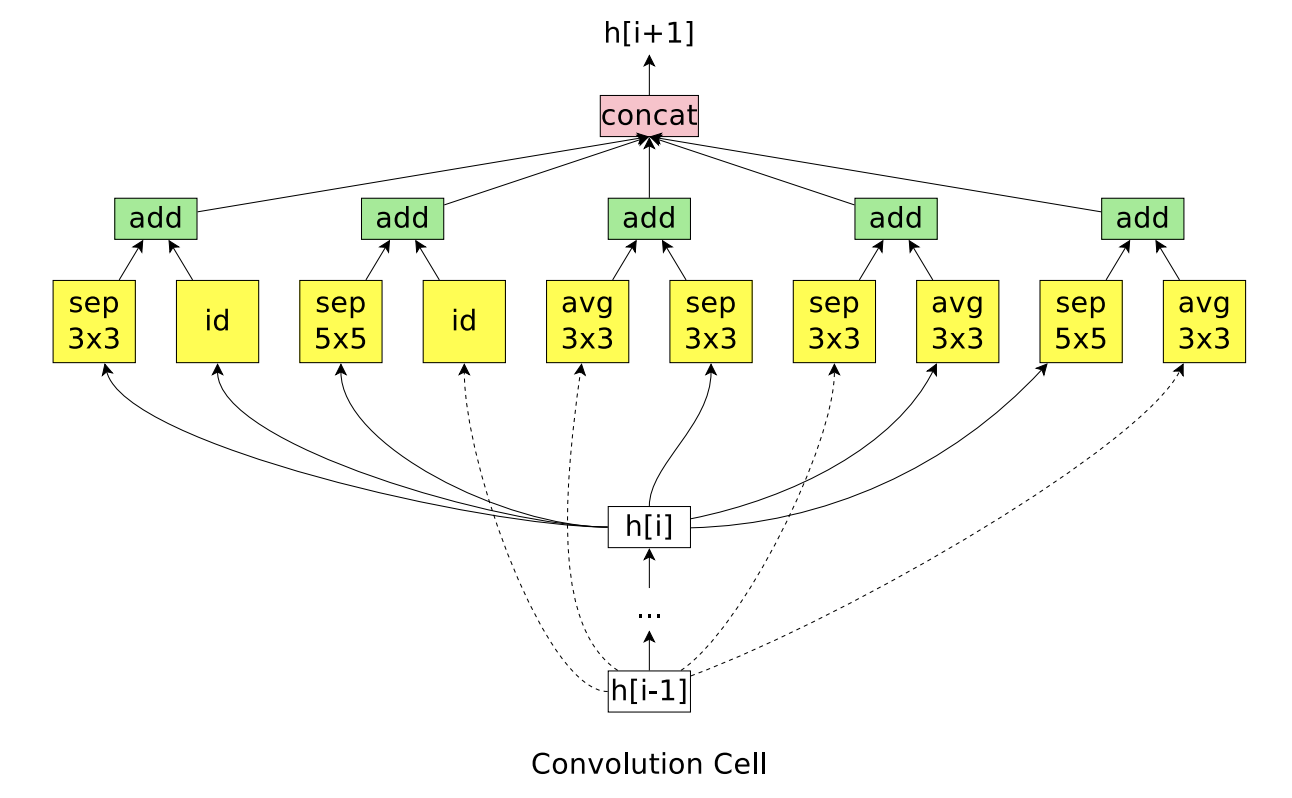 h[i+1]
concat
add
add
add
add
add
sep
3x3
id
sep
5x5
id
avg
3x3
sep
3x3
sep
3x3
avg
3x3
sep
5x5
avg
3x3
h[i]
...
h[i-1]
Convolution Cell